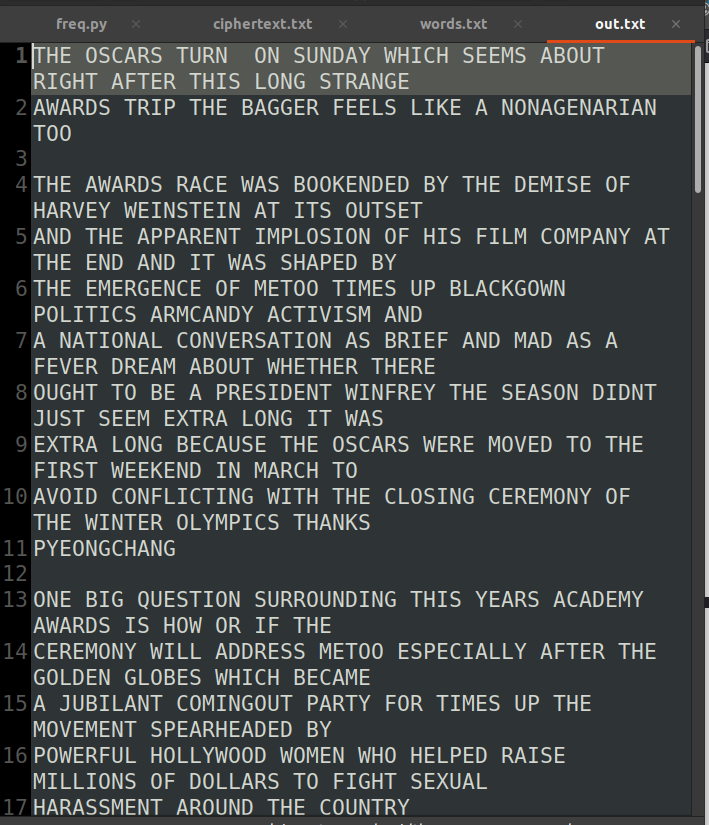 freq.py × ciphertext.txt × words.txt × out.txt ×
1 THE OSCARS TURN  ON SUNDAY WHICH SEEMS ABOUT
RIGHT AFTER THIS LONG STRANGE
2 AWARDS TRIP THE BAGGER FEELS LIKE A NONAGENARIAN
TOO
3
4 THE AWARDS RACE WAS BOOKENDED BY THE DEMISE OF
HARVEY WEINSTEIN AT ITS OUTSET
5 AND THE APPARENT IMPLOSION OF HIS FILM COMPANY AT
THE END AND IT WAS SHAPED BY
6 THE EMERGENCE OF METOO TIMES UP BLACKGOWN
POLITICS ARMCANDY ACTIVISM AND
7 A NATIONAL CONVERSATION AS BRIEF AND MAD AS A
FEVER DREAM ABOUT WHETHER THERE
8 OUGHT TO BE A PRESIDENT WINFREY THE SEASON DIDNT
JUST SEEM EXTRA LONG IT WAS
9 EXTRA LONG BECAUSE THE OSCARS WERE MOVED TO THE
FIRST WEEKEND IN MARCH TO
10 AVOID CONFLICTING WITH THE CLOSING CEREMONY OF
THE WINTER OLYMPICS THANKS
11 PYEONGCHANG
12
13 ONE BIG QUESTION SURROUNDING THIS YEARS ACADEMY
AWARDS IS HOW OR IF THE
14 CEREMONY WILL ADDRESS METOO ESPECIALLY AFTER THE
GOLDEN GLOBES WHICH BECAME
15 A JUBILANT COMINGOUT PARTY FOR TIMES UP THE
MOVEMENT SPEARHEADED BY
16 POWERFUL HOLLYWOOD WOMEN WHO HELPED RAISE
MILLIONS OF DOLLARS TO FIGHT SEXUAL
17 HARASSMENT AROUND THE COUNTRY